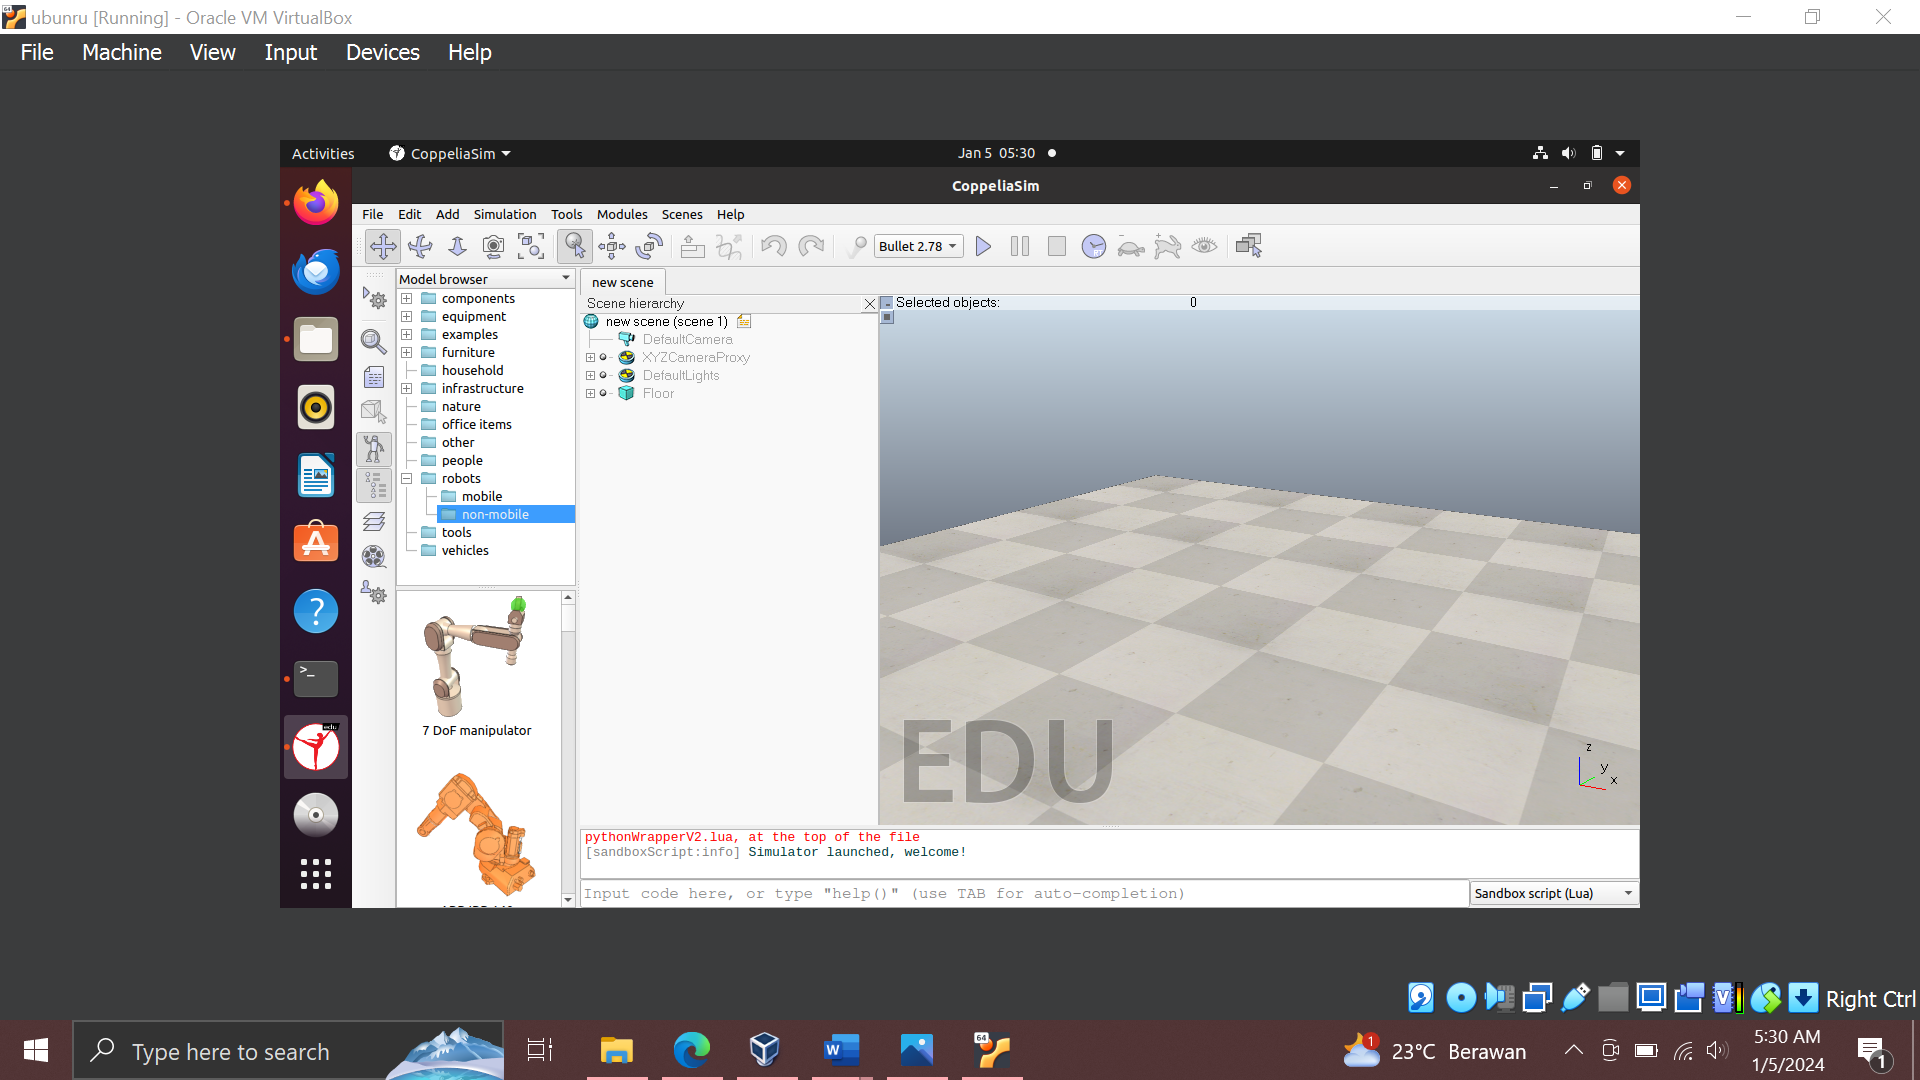 ubunru [Running] - Oracle VM VirtualBox
File Machine View Input Devices Help
Activities CoppeliaSim Jan 5 05:30
CoppeliaSim
File Edit Add Simulation Tools Modules Scenes Help
Bullet 2.78
Model browser
components
equipment
examples
furniture
household
infrastructure
nature
office items
other
people
robots
mobile
non-mobile
tools
vehicles
7 DoF manipulator
new scene
Scene hierarchy
new scene (scene 1)
DefaultCamera
XYZCameraProxy
DefaultLights
Floor
Selected objects: 0
EDU
z
y
x
pythonWrapperV2.lua, at the top of the file
[sandboxScript:info] Simulator launched, welcome!
Input code here, or type "help()" (use TAB for auto-completion)
Sandbox script (Lua)
Right Ctrl
Type here to search
23°C Berawan
5:30 AM
1/5/2024